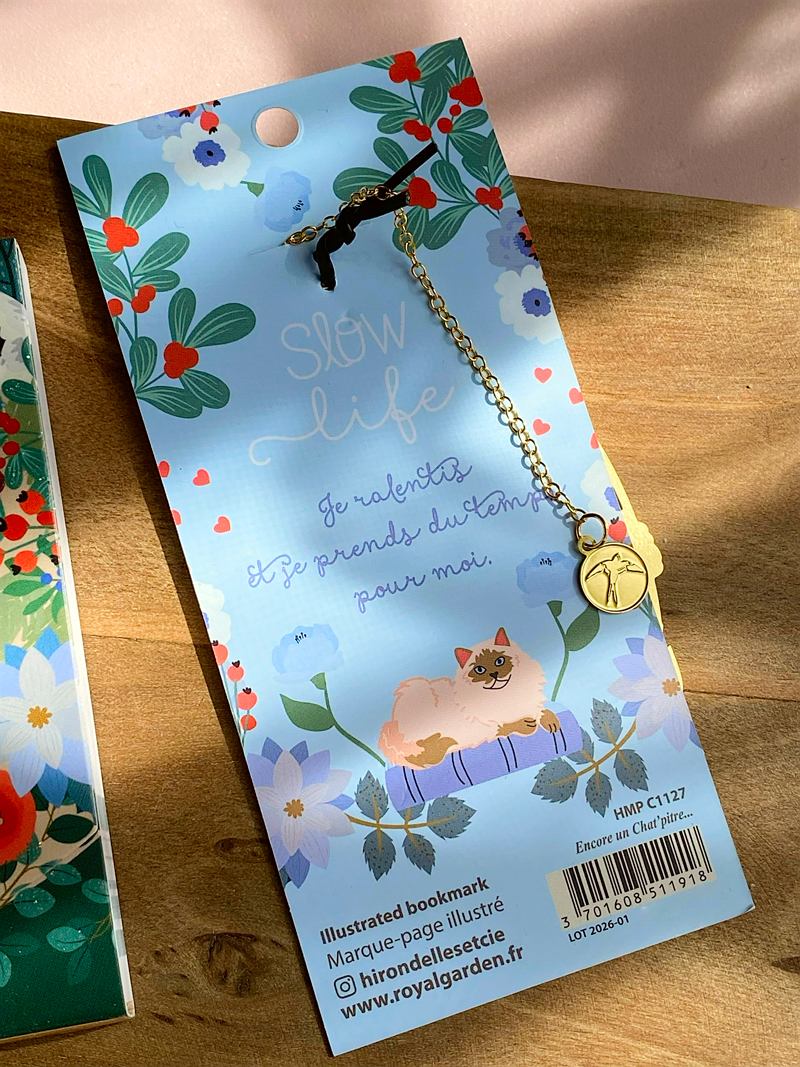 Slow
life
Je ralentis
et je prends du temps
pour moi.
HMP C1127
Encore un Chat'pitre...
3 701608 511918
LOT 2026-01
Illustrated bookmark
Marque-page illustré
hirondellesetcie
www.royalgarden.fr